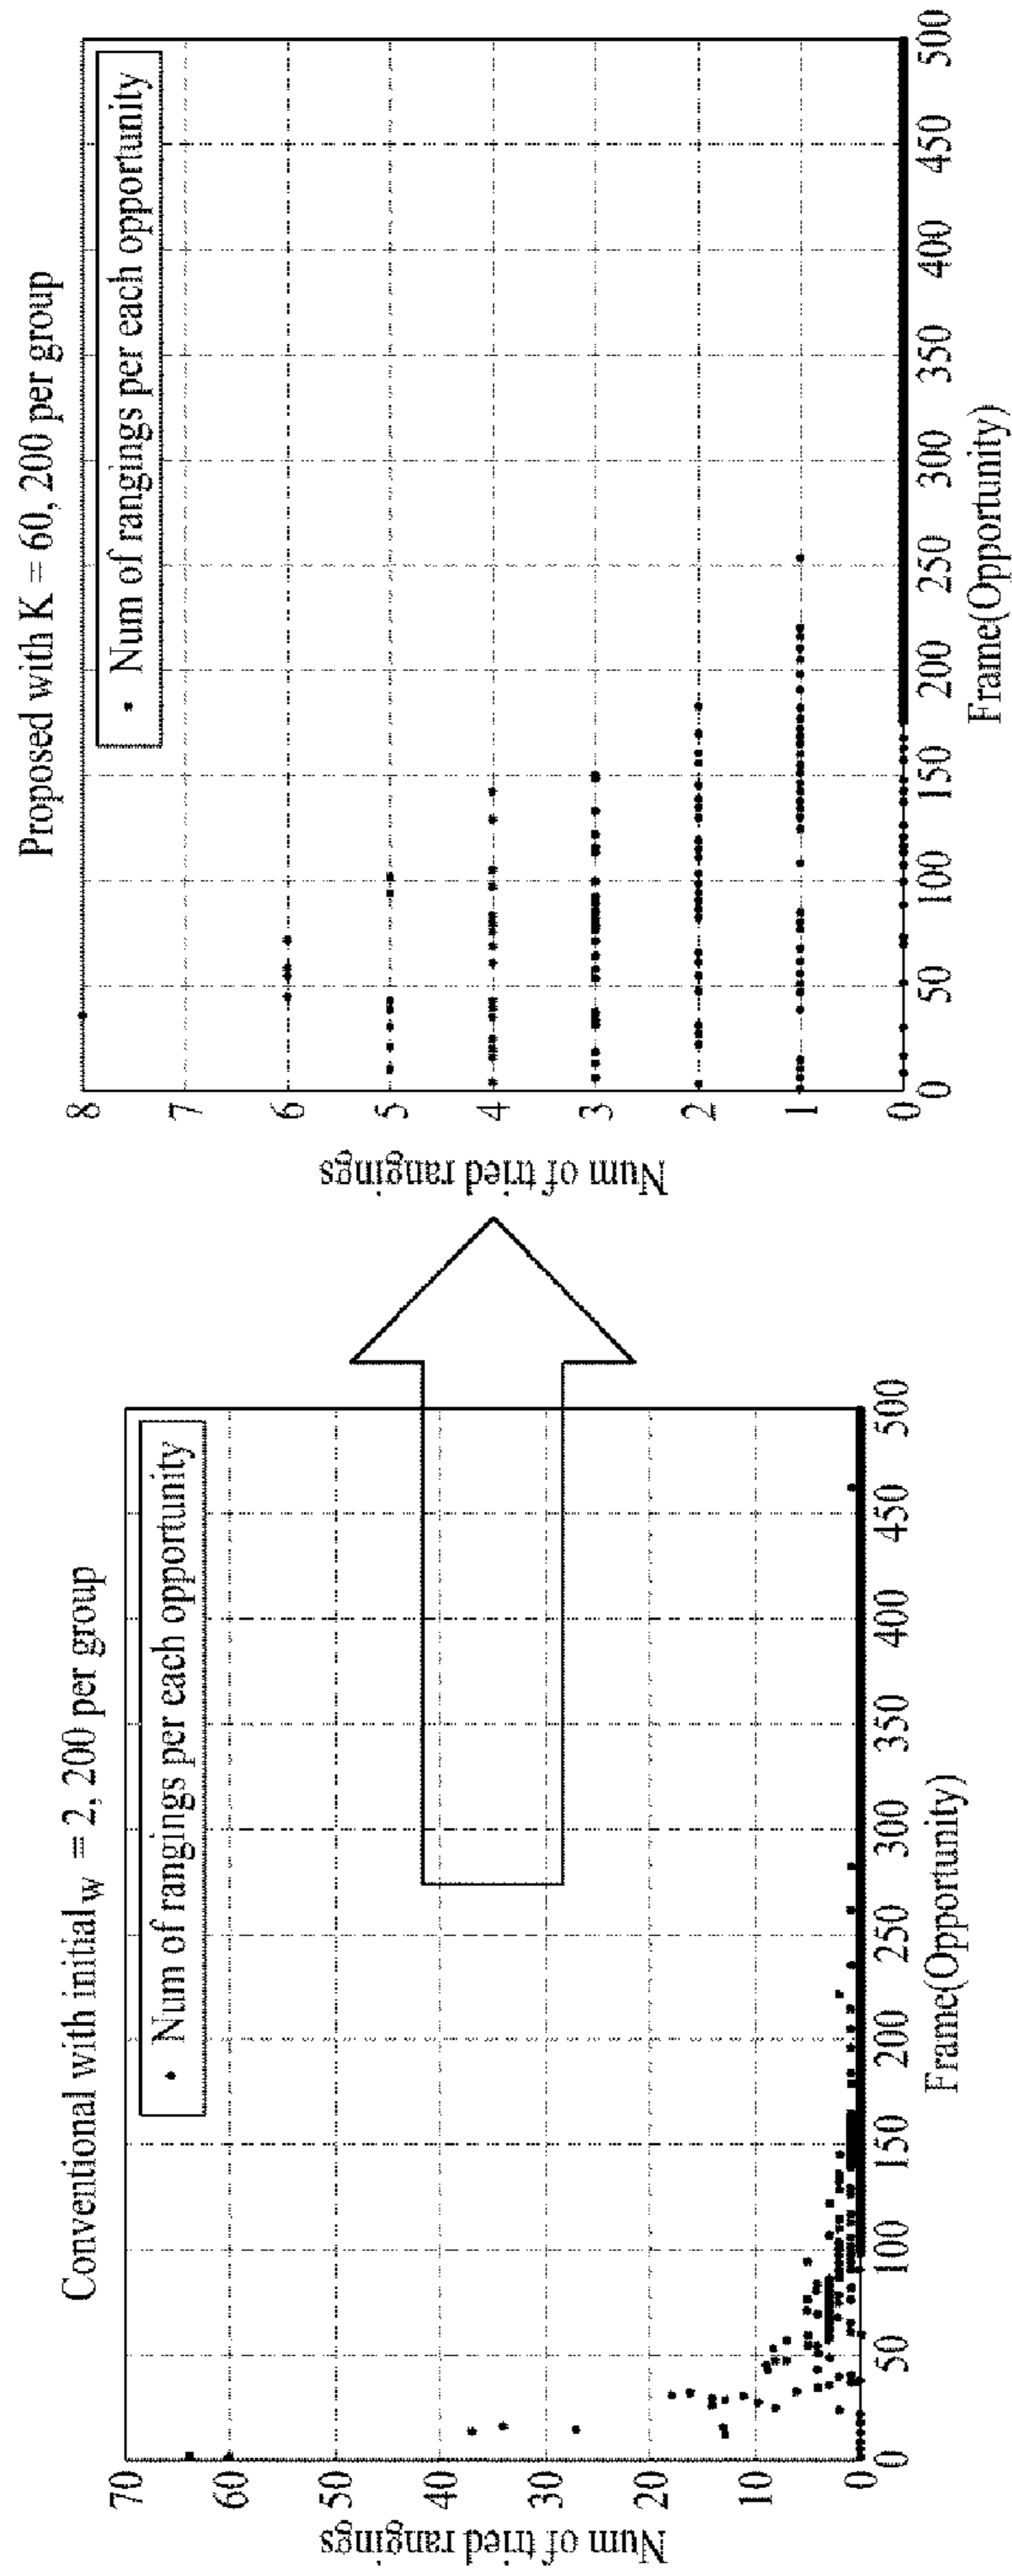 Conventional with initialw = 2, 200 per group
Num of rangings per each opportunity
Num of tried rangings
70
60
50
40
30
20
10
0
0 50 100 150 200 250 300 350 400 450 500
Frame(Opportunity)
Proposed with K = 60, 200 per group
Num of rangings per each opportunity
Num of tried rangings
8
7
6
5
4
3
2
1
0
0 50 100 150 200 250 300 350 400 450 500
Frame(Opportunity)